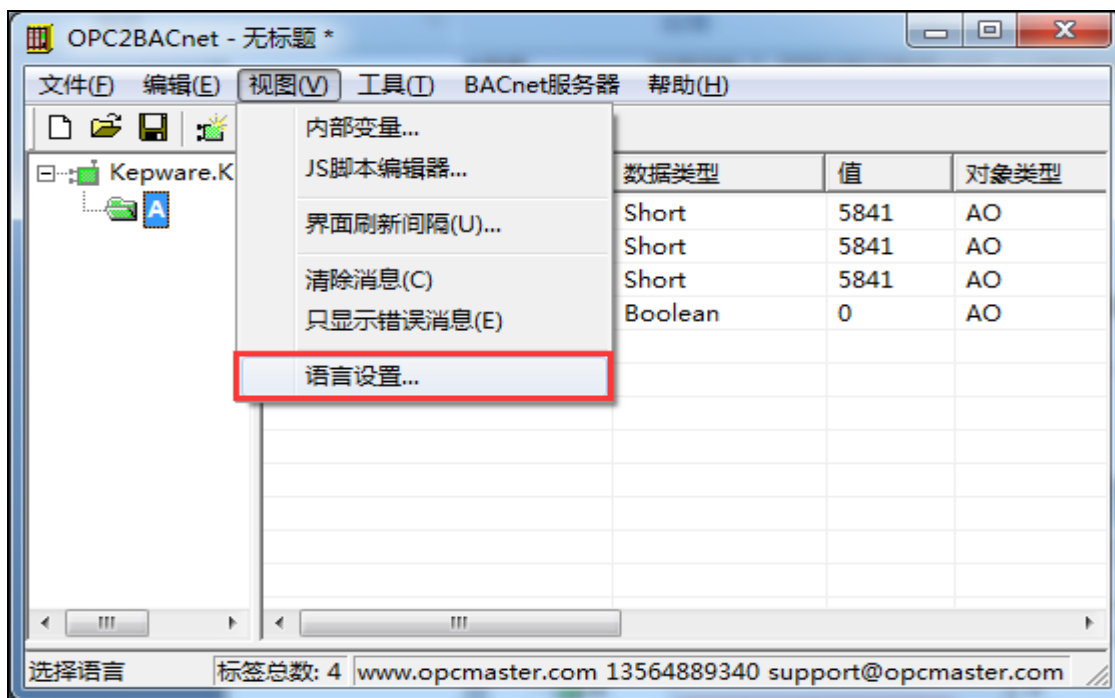 OPC2BACnet - 无标题 *
文件(F) 编辑(E) 视图(V) 工具(T) BACnet服务器 帮助(H)
内部变量...
JS脚本编辑器...
界面刷新间隔(U)...
清除消息(C)
只显示错误消息(E)
语言设置...
Kepware.K
A
数据类型 值 对象类型
Short 5841 AO
Short 5841 AO
Short 5841 AO
Boolean 0 AO
选择语言 标签总数: 4 www.opcmaster.com 13564889340 support@opcmaster.com